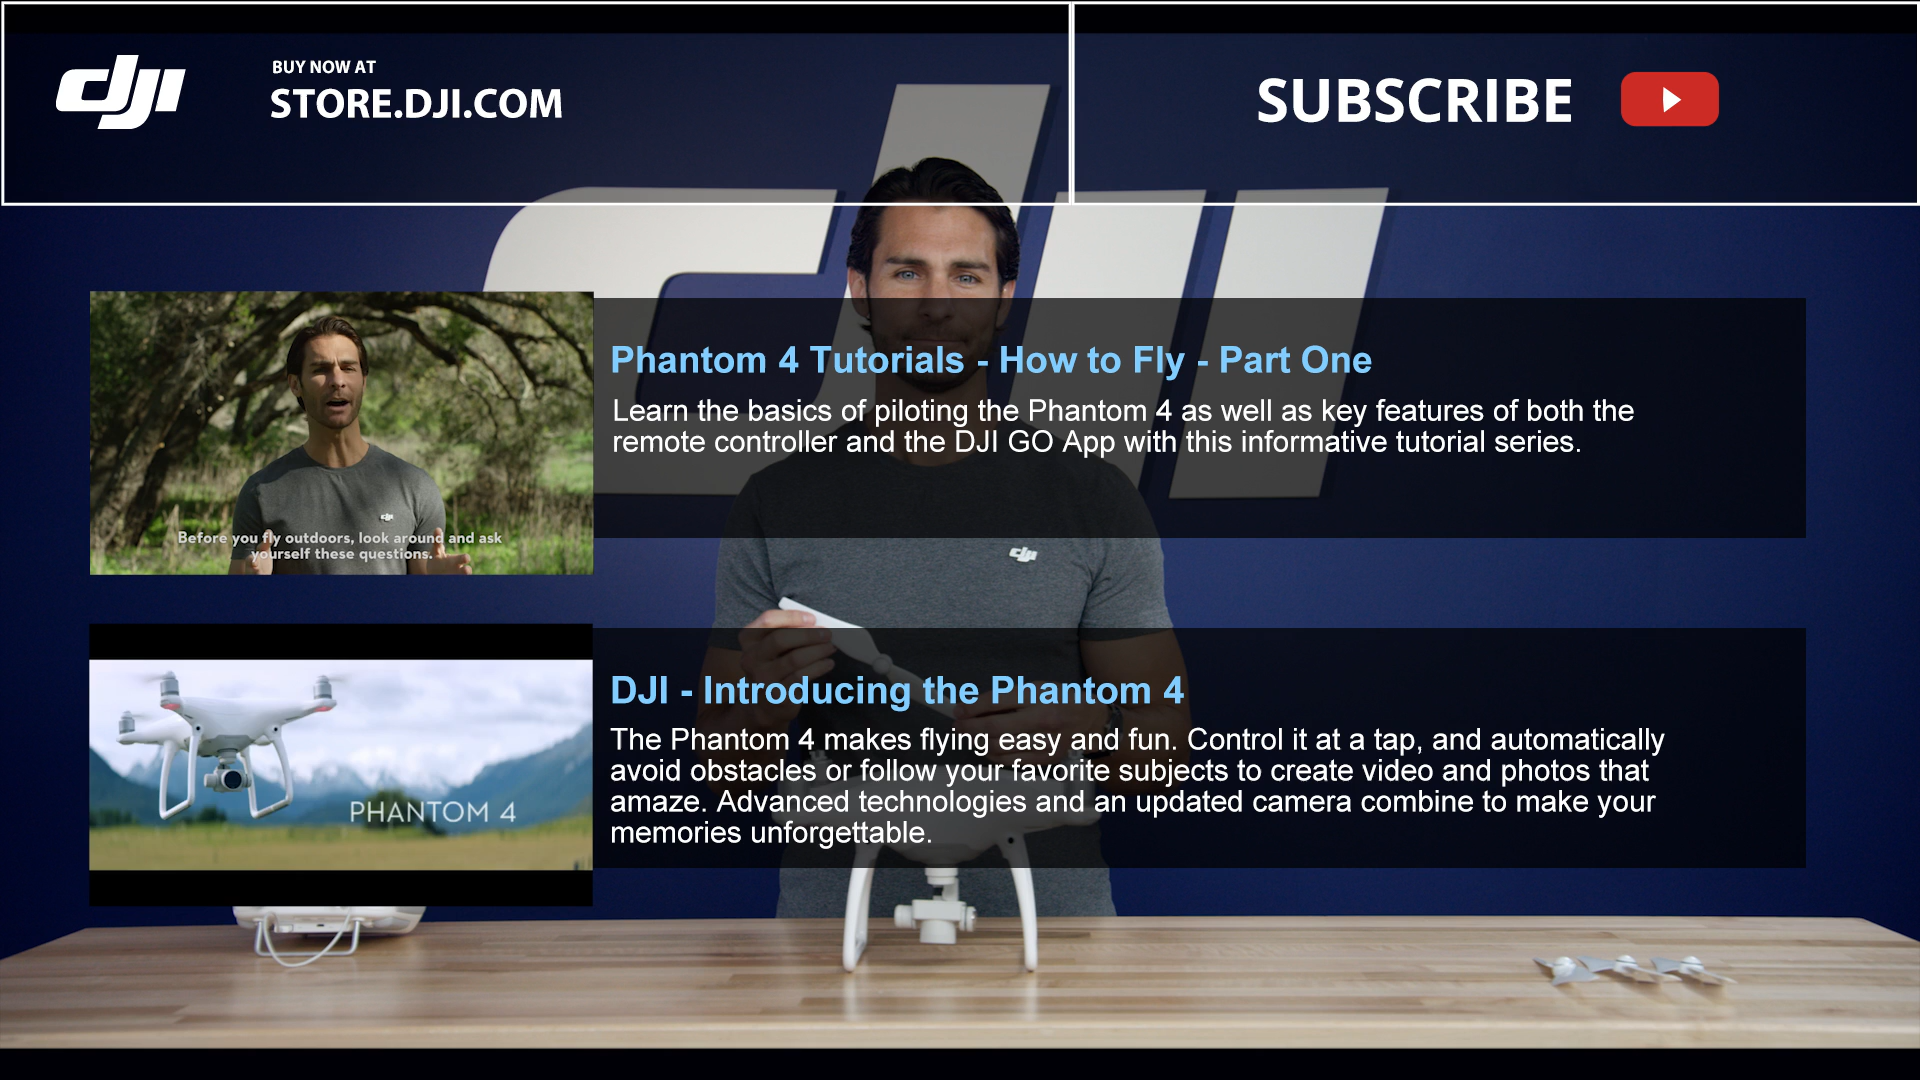 dji
BUY NOW AT
STORE.DJI.COM
SUBSCRIBE
Phantom 4 Tutorials - How to Fly - Part One
Learn the basics of piloting the Phantom 4 as well as key features of both the
remote controller and the DJI GO App with this informative tutorial series.
dji
Before you fly outdoors, look around and ask
yourself these questions.
dji
DJI - Introducing the Phantom 4
The Phantom 4 makes flying easy and fun. Control it at a tap, and automatically
avoid obstacles or follow your favorite subjects to create video and photos that
amaze. Advanced technologies and an updated camera combine to make your
memories unforgettable.
PHANTOM 4